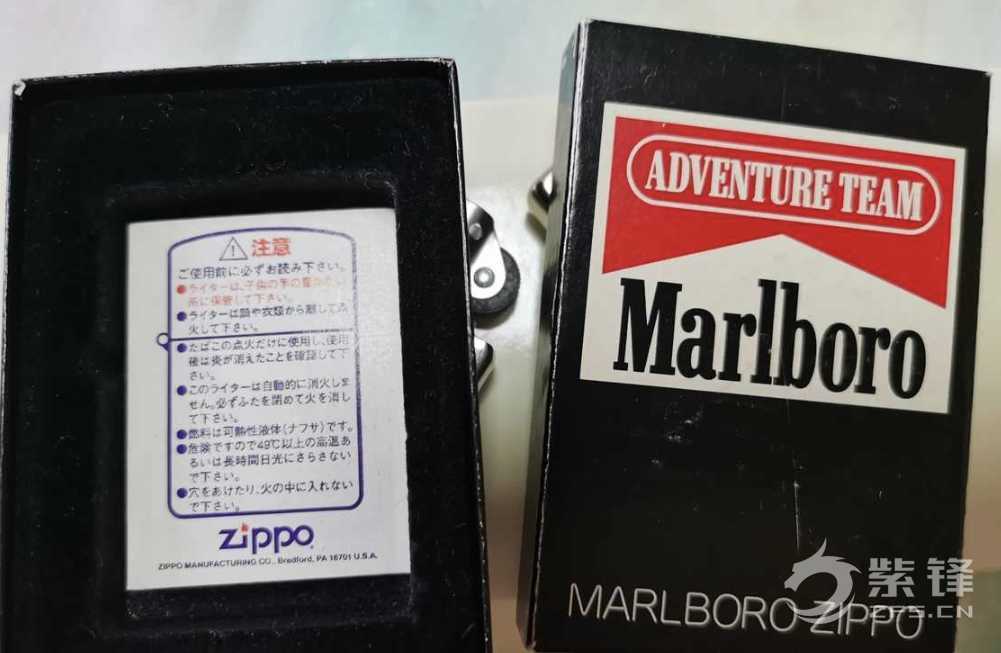 注意
ご使用前に必ずお読み下さい。
●ライターは、子供の手の届かない
所に保管して下さい。
●ライターは顔や衣類から離して点
火して下さい。
●たばこの点火だけに使用し、使用
後は炎が消えたことを確認して下
さい。
●このライターは自動的に消火しま
せん。必ずふたを閉めて火を消し
て下さい。
●燃料は可熱性液体(ナフサ)です。
●危険ですので49℃以上の高温あ
るいは長時間日光にさらさない
で下さい。
●穴をあけたり、火の中に入れない
で下さい。
zippo
ZIPPO MANUFACTURING CO., Bradford, PA 16701 U.S.A.
ADVENTURE TEAM
Marlboro
MARLBORO ZIPPO
紫锋
ZFS.CN